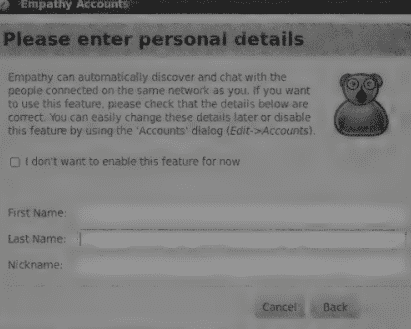 Empathy Accounts
Please enter personal details
Empathy can automatically discover and chat with the
people connected on the same network as you. If you want
to use this feature, please check that the details below are
correct. You can easily change these details later or disable
this feature by using the 'Accounts' dialog (Edit->Accounts).
I don't want to enable this feature for now
First Name:
Last Name:
Nickname:
Cancel
Back